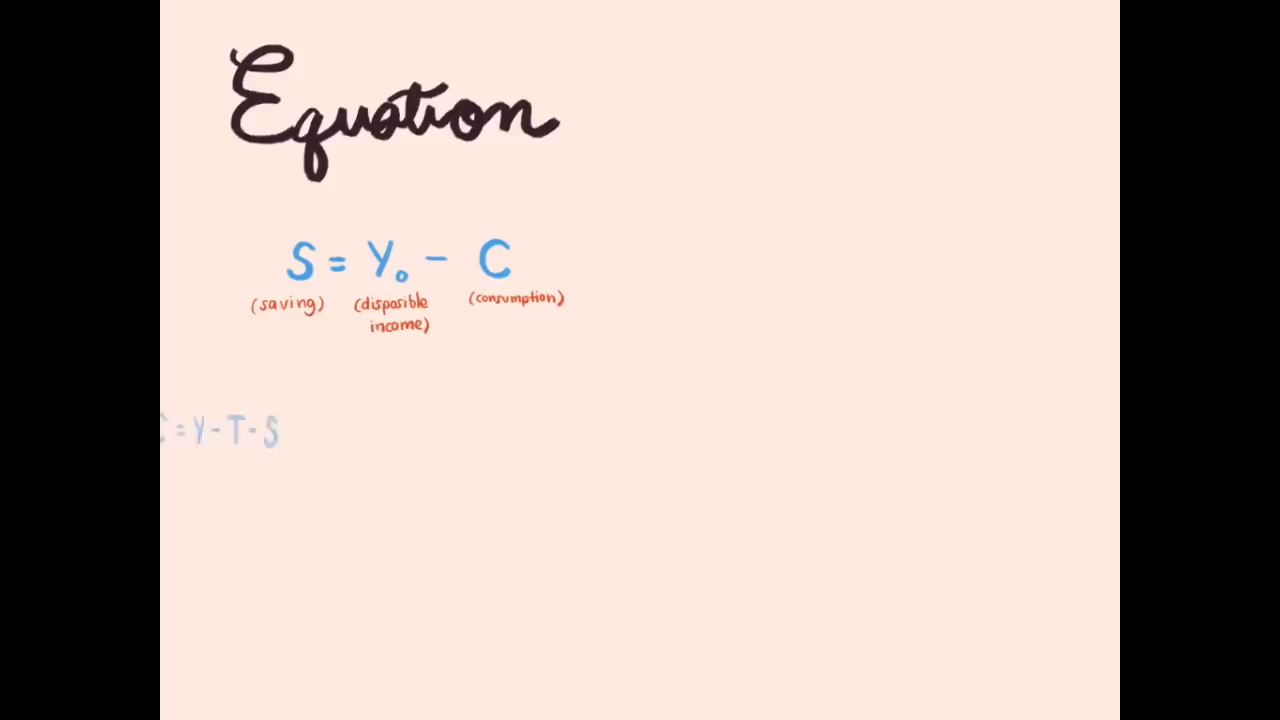 Equation
S = Y₀ - C
(saving) (disposible income) (consumption)
C = Y - T - S